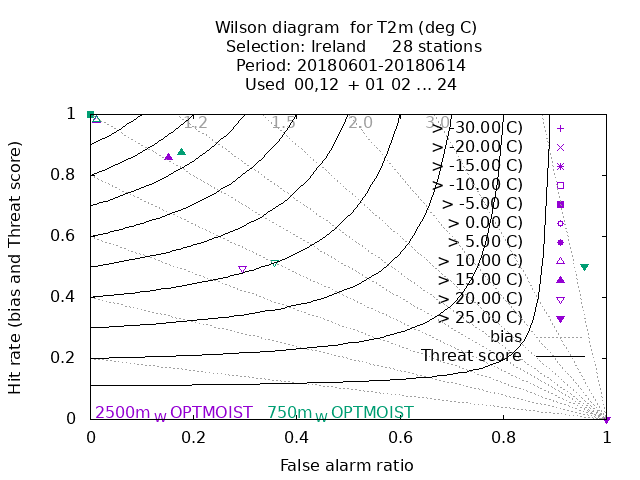 Wilson diagram for T2m (deg C)
Selection: Ireland 28 stations
Period: 20180601-20180614
Used 00,12 + 01 02 ... 24
Hit rate (bias and Threat score)
1
0.8
0.6
0.4
0.2
0
1.2
1.5
2.0
3.0
> -30.00 C)
> -20.00 C)
> -15.00 C)
> -10.00 C)
> -5.00 C)
> 0.00 C)
> 5.00 C)
> 10.00 C)
> 15.00 C)
> 20.00 C)
> 25.00 C)
bias
Threat score
2500m W OPTMOIST 750m W OPTMOIST
0 0.2 0.4 0.6 0.8 1
False alarm ratio